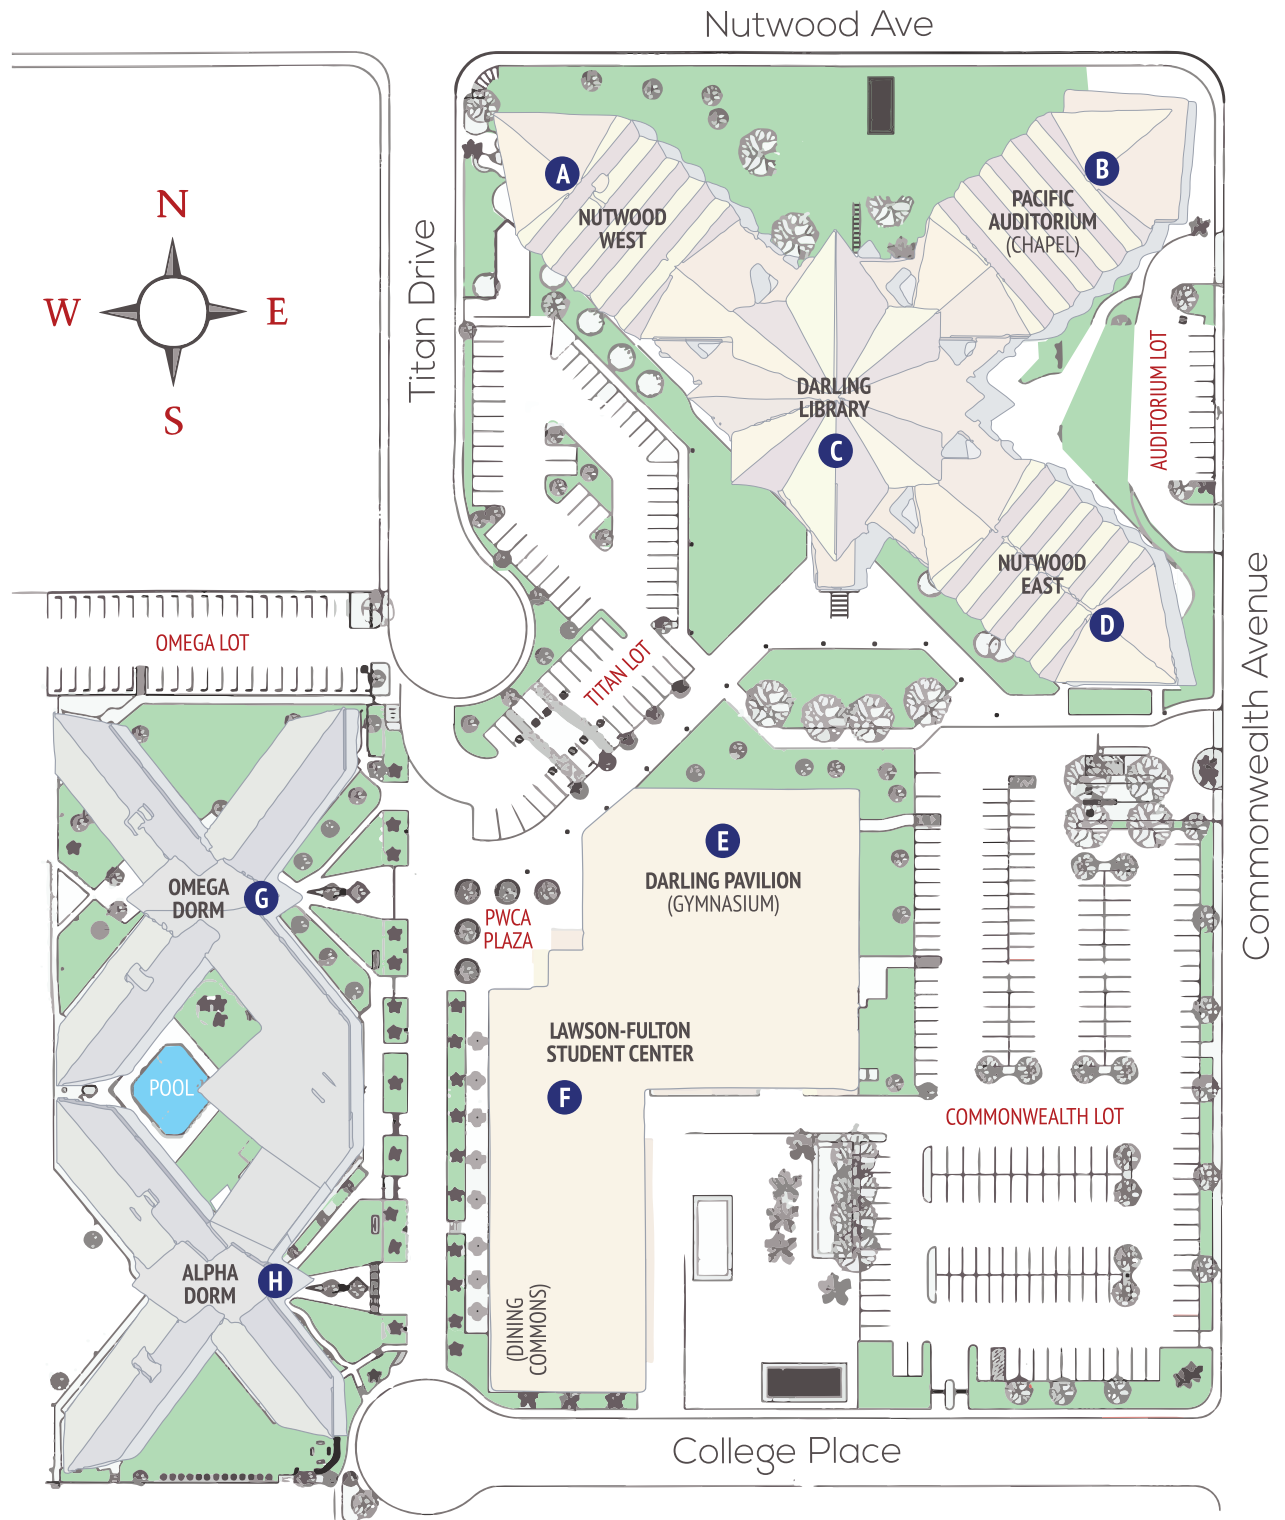 Nutwood Ave
A
B
NUTWOOD
WEST
PACIFIC
AUDITORIUM
(CHAPEL)
N
W
E
S
Titan Drive
AUDITORIUM LOT
DARLING
LIBRARY
C
NUTWOOD
EAST
D
Commonwealth Avenue
OMEGA LOT
TITAN LOT
E
DARLING PAVILION
(GYMNASIUM)
OMEGA
DORM
G
PWCA
PLAZA
LAWSON-FULTON
STUDENT CENTER
F
POOL
COMMONWEALTH LOT
ALPHA
DORM
H
(DINING
COMMONS)
College Place